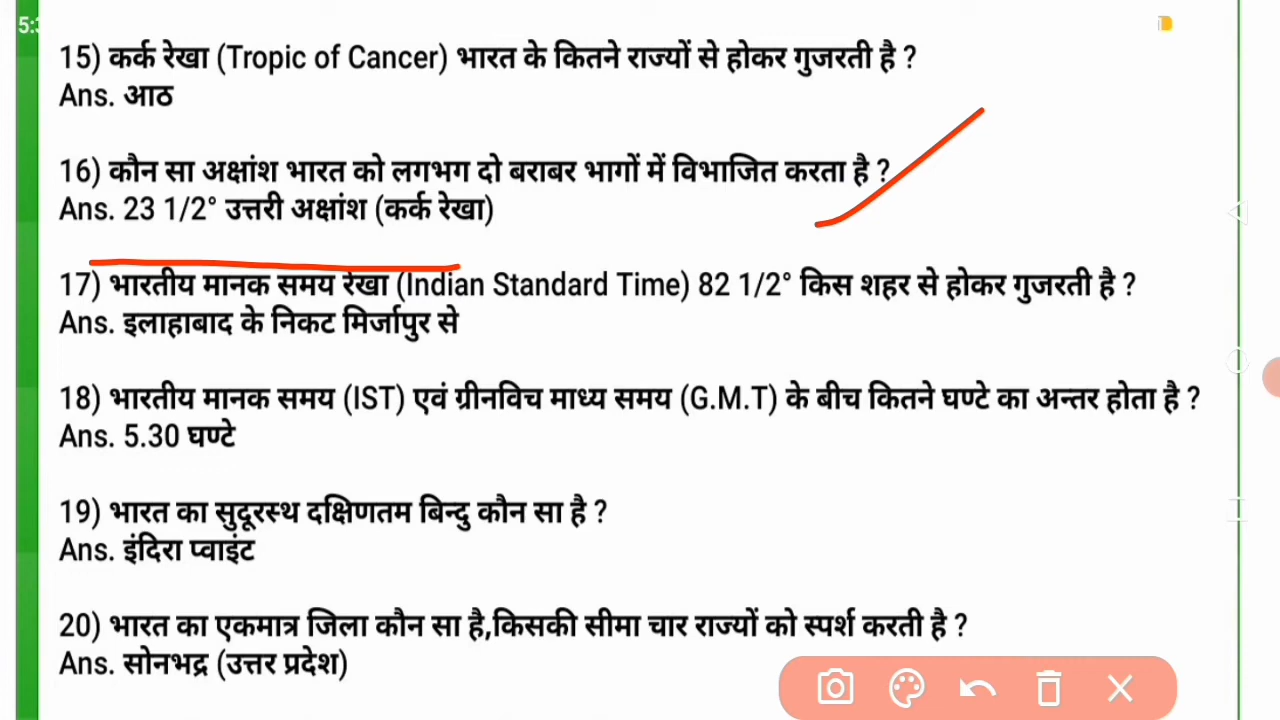 5:
15) कर्क रेखा (Tropic of Cancer) भारत के कितने राज्यों से होकर गुजरती है ?
Ans. आठ
16) कौन सा अक्षांश भारत को लगभग दो बराबर भागों में विभाजित करता है ?
Ans. 23 1/2° उत्तरी अक्षांश (कर्क रेखा)
17) भारतीय मानक समय रेखा (Indian Standard Time) 82 1/2° किस शहर से होकर गुजरती है ?
Ans. इलाहाबाद के निकट मिर्जापुर से
18) भारतीय मानक समय (IST) एवं ग्रीनविच माध्य समय (G.M.T) के बीच कितने घण्टे का अन्तर होता है ?
Ans. 5.30 घण्टे
19) भारत का सुदूरस्थ दक्षिणतम बिन्दु कौन सा है ?
Ans. इंदिरा प्वाइंट
20) भारत का एकमात्र जिला कौन सा है,किसकी सीमा चार राज्यों को स्पर्श करती है ?
Ans. सोनभद्र (उत्तर प्रदेश)